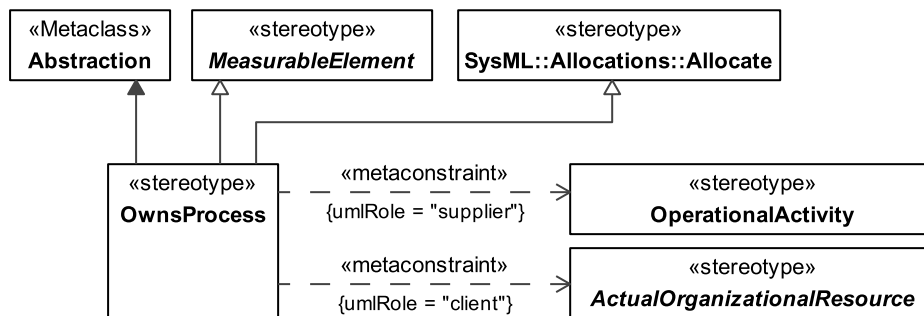 «Metaclass»
Abstraction
«stereotype»
MeasurableElement
«stereotype»
SysML::Allocations::Allocate
«stereotype»
OwnsProcess
«metaconstraint»
{umlRole = "supplier"}
«stereotype»
OperationalActivity
«metaconstraint»
{umlRole = "client"}
«stereotype»
ActualOrganizationalResource